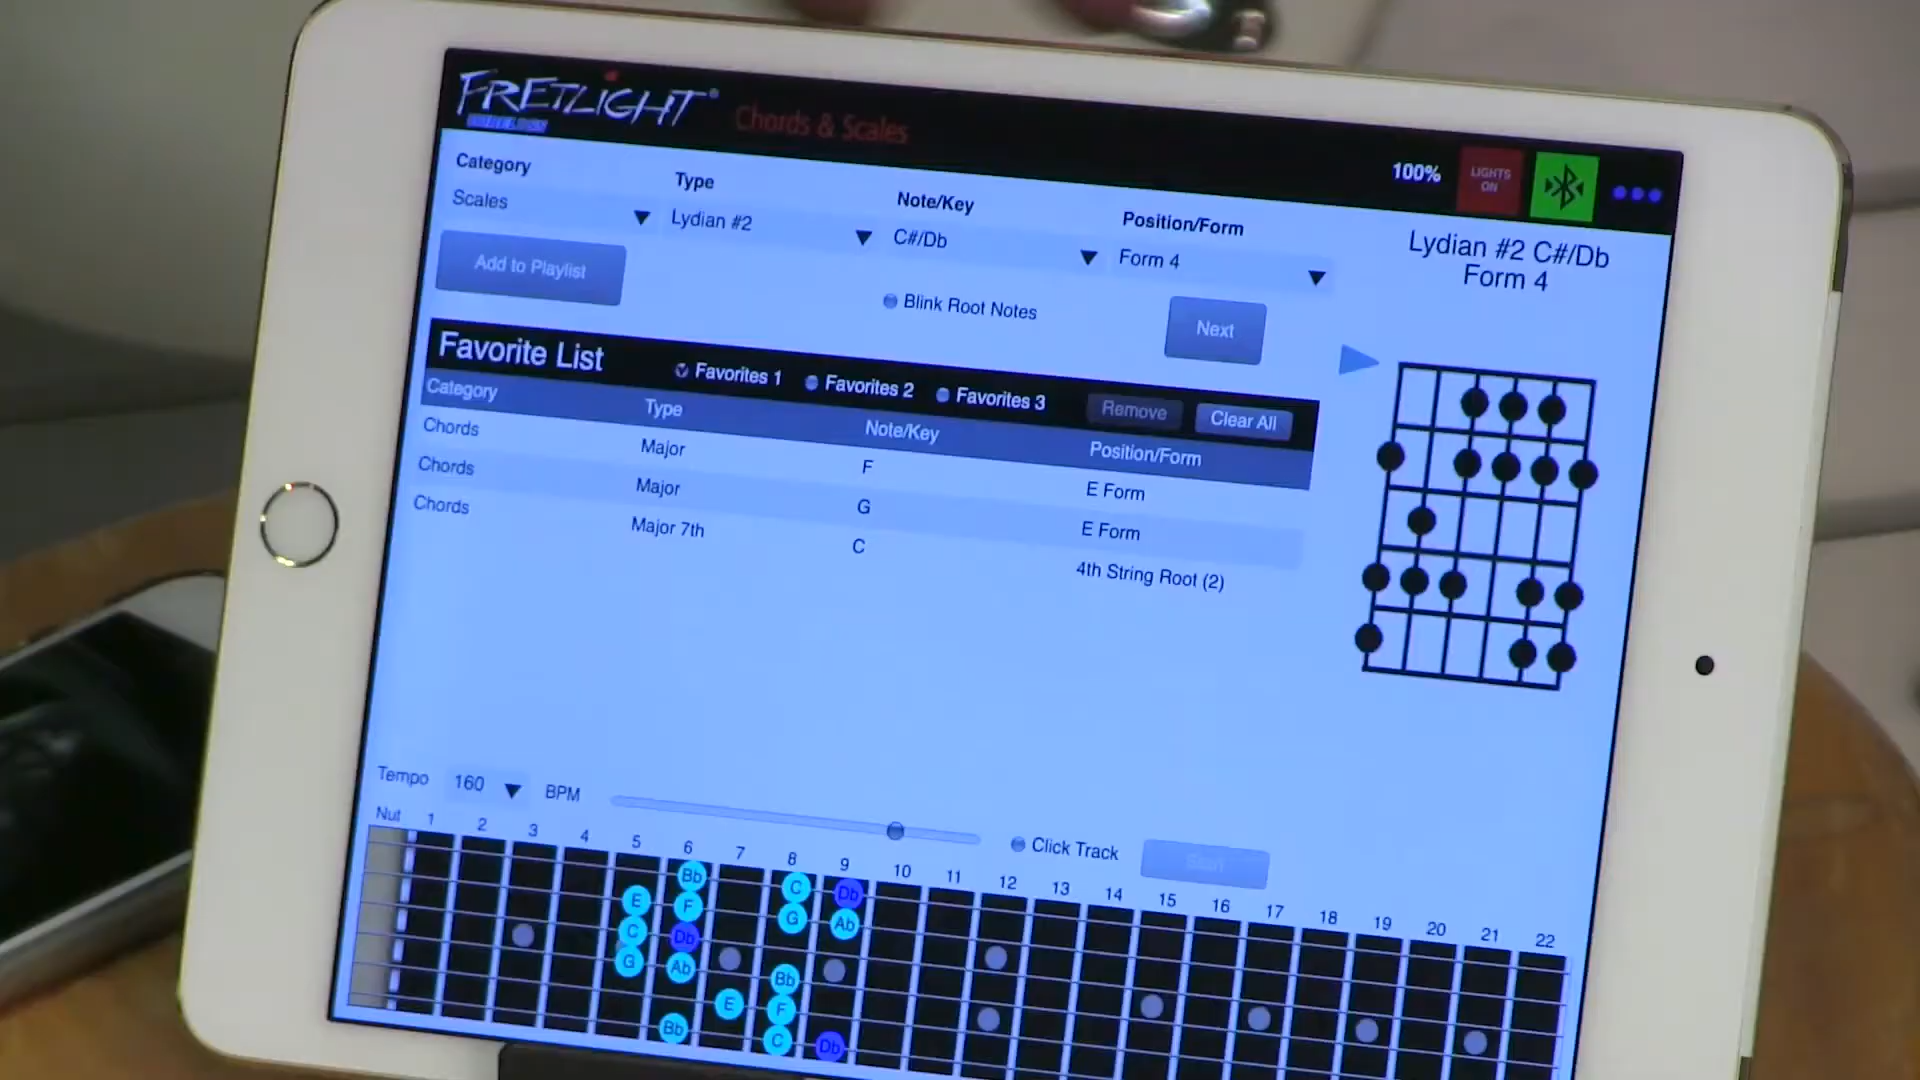 FRETLIGHT®
WIRELESS
Chords & Scales
100%
LIGHTS
ON
Category
Type
Note/Key
Position/Form
Scales
Lydian #2
C#/Db
Form 4
Add to Playlist
Blink Root Notes
Next
Lydian #2 C#/Db
Form 4
Favorite List
Favorites 1
Favorites 2
Favorites 3
Remove
Clear All
Category
Type
Note/Key
Position/Form
Chords
Major
F
E Form
Chords
Major
G
E Form
Chords
Major 7th
C
4th String Root (2)
Tempo
160
BPM
Click Track
Start
Nut 1 2 3 4 5 6 7 8 9 10 11 12 13 14 15 16 17 18 19 20 21 22
Bb C Db
E F G Ab
C Db
G Ab Bb
E F
Bb C Db